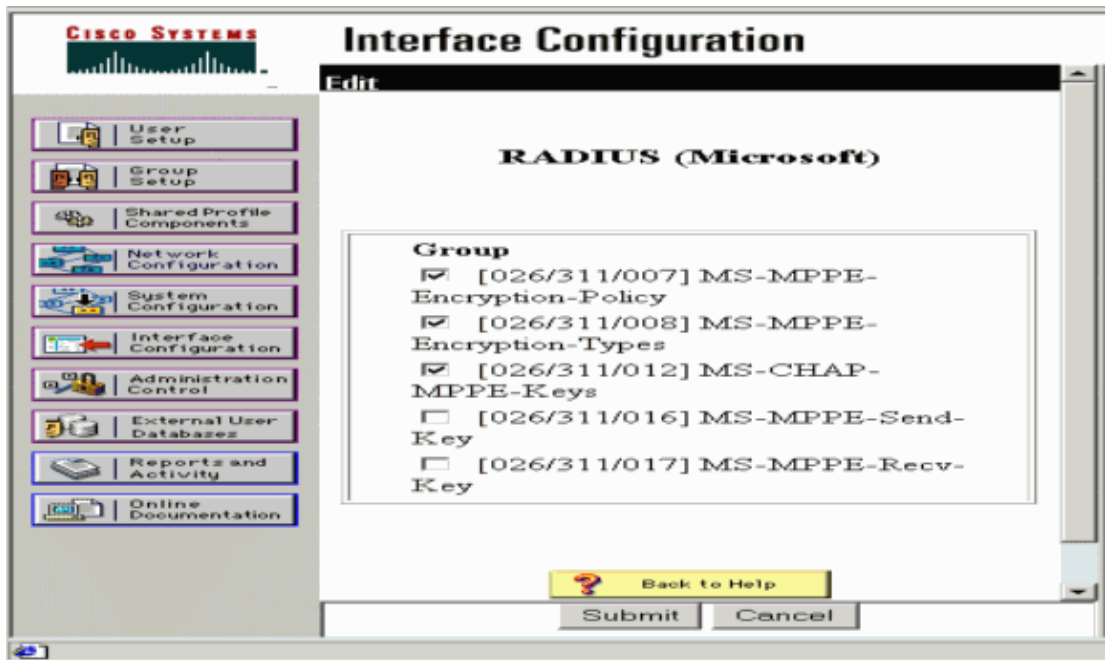 CISCO SYSTEMS
Interface Configuration
Edit
User
Setup
Group
Setup
Shared Profile
Components
Network
Configuration
System
Configuration
Interface
Configuration
Administration
Control
External User
Databases
Reports and
Activity
Online
Documentation
RADIUS (Microsoft)
Group
[026/311/007] MS-MPPE-
Encryption-Policy
[026/311/008] MS-MPPE-
Encryption-Types
[026/311/012] MS-CHAP-
MPPE-Keys
[026/311/016] MS-MPPE-Send-
Key
[026/311/017] MS-MPPE-Recv-
Key
? Back to Help
Submit Cancel